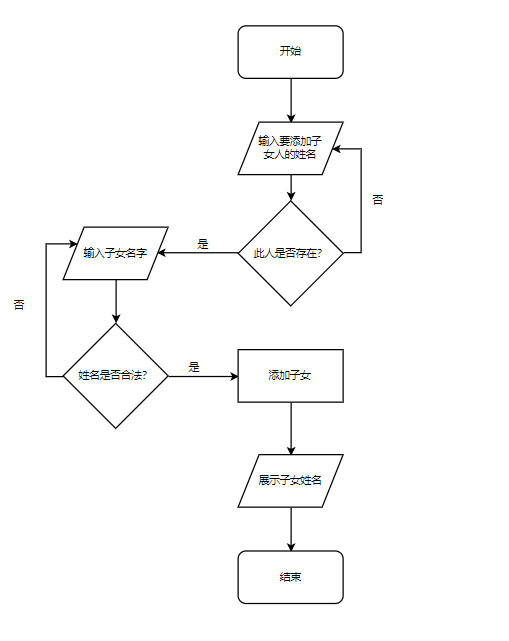 开始
输入要添加子
女人的姓名
否
是
此人是否存在?
输入子女名字
否
是
姓名是否合法?
添加子女
展示子女姓名
结束